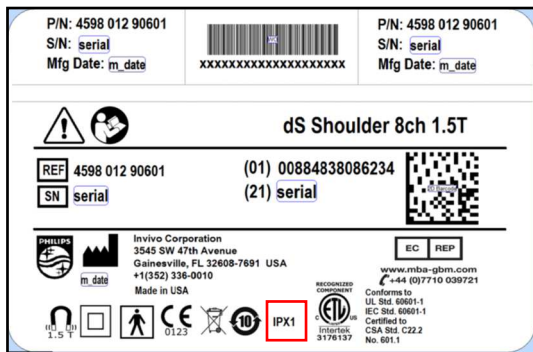 P/N: 4598 012 90601
S/N: serial
Mfg Date: m_date
XXXXXXXXXXXXXXXXXXXXX
P/N: 4598 012 90601
S/N: serial
Mfg Date: m_date
dS Shoulder 8ch 1.5T
REF 4598 012 90601
SN serial
(01) 00884838086234
(21) serial
PHILIPS
m_date
Invivo Corporation
3545 SW 47th Avenue
Gainesville, FL 32608-7691 USA
+1(352) 336-0010
Made in USA
EC REP
www.mba-gbm.com
+44 (0)7710 039721
1.5 T
CE
0123
10
IPX1
RECOGNIZED
COMPONENT
C ETL US
Intertek
3176137
Conforms to
UL Std. 60601-1
IEC Std. 60601-1
Certified to
CSA Std. C22.2
No. 601.1